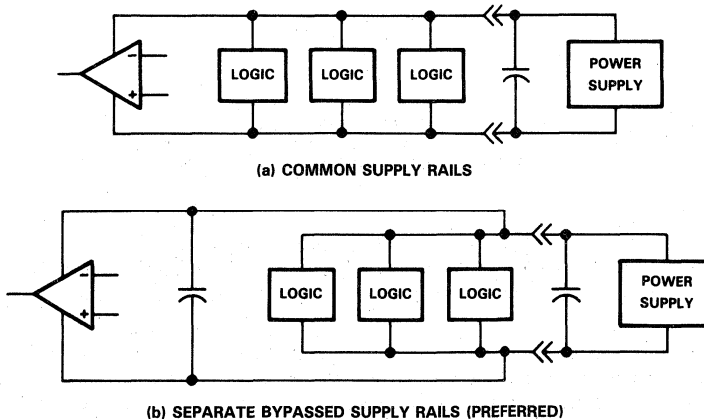 −
+
LOGIC LOGIC LOGIC
POWER
SUPPLY
(a) COMMON SUPPLY RAILS
−
+
LOGIC LOGIC LOGIC
POWER
SUPPLY
(b) SEPARATE BYPASSED SUPPLY RAILS (PREFERRED)